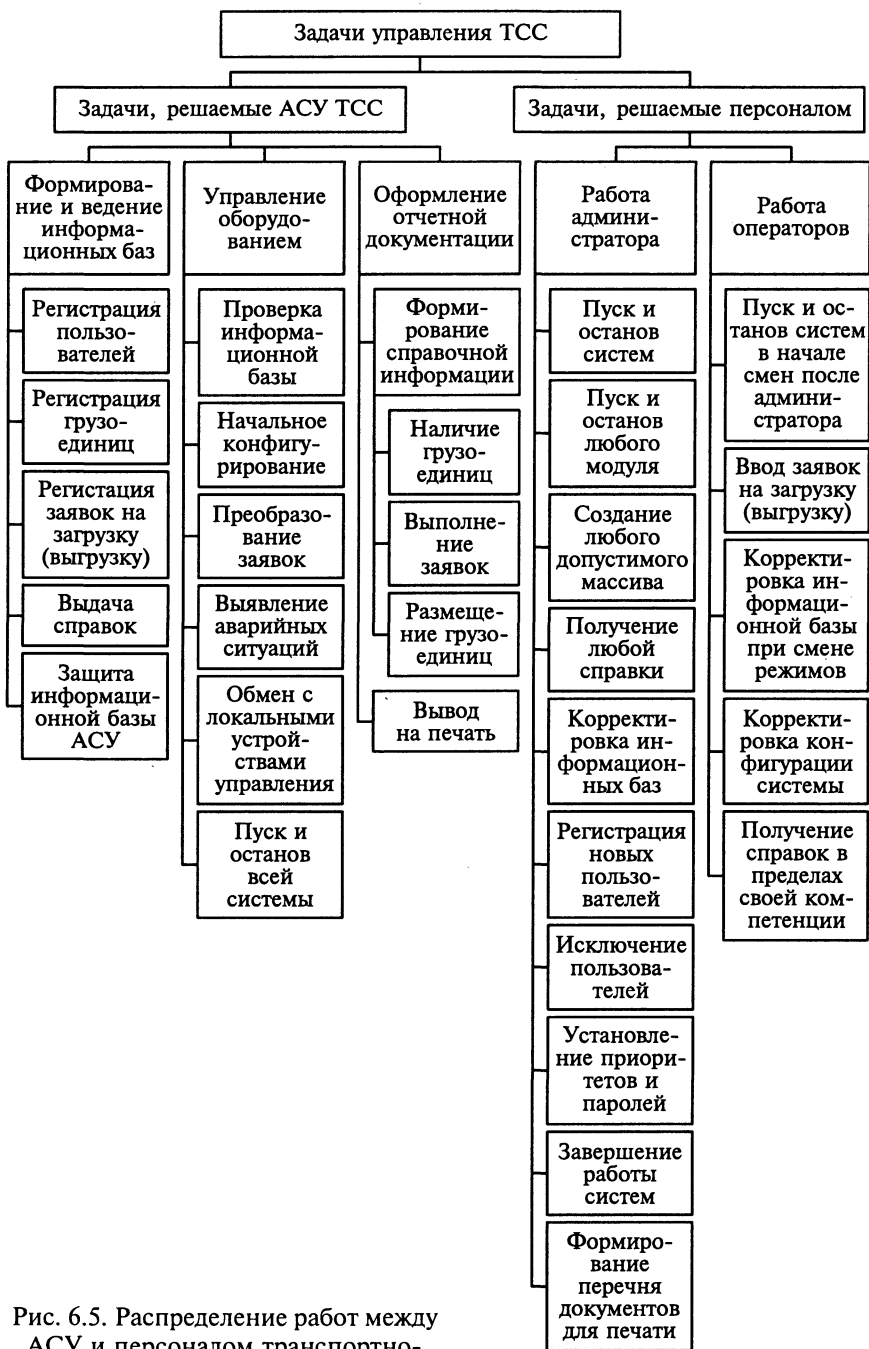 Задачи управления ТСС
Задачи, решаемые АСУ ТСС
Задачи, решаемые персоналом
Формирова-
ние и ведение
информа-
ционных баз
Управление
оборудо-
ванием
Оформление
отчетной
документации
Работа
админи-
стратора
Работа
операторов
Регистрация
пользо-
вателей
Регистрация
грузо-
единиц
Регистация
заявок на
загрузку
(выгрузку)
Выдача
справок
Защита
информаци-
онной базы
АСУ
Проверка
информа-
ционной
базы
Начальное
конфигу-
рирование
Преобразо-
вание
заявок
Выявление
аварийных
ситуаций
Обмен с
локальными
устрой-
ствами
управления
Пуск и
останов
всей
системы
Форми-
рование
справочной
информации
Наличие
грузо-
единиц
Выполне-
ние
заявок
Размеще-
ние грузо-
единиц
Вывод
на печать
Пуск и
останов
систем
Пуск и
останов
любого
модуля
Создание
любого
допустимого
массива
Получение
любой
справки
Корректи-
ровка ин-
формацион-
ных баз
Регистрация
новых
пользо-
вателей
Исключение
пользова-
телей
Установле-
ние приори-
тетов и
паролей
Завершение
работы
систем
Формиро-
вание
перечня
документов
для печати
Пуск и ос-
танов систем
в начале
смен после
админи-
стратора
Ввод заявок
на загрузку
(выгрузку)
Корректи-
ровка ин-
формаци-
онной базы
при смене
режимов
Корректи-
ровка кон-
фигурации
системы
Получение
справок в
пределах
своей ком-
петенции
Рис. 6.5. Распределение работ между
АСУ и персоналом транспортно-